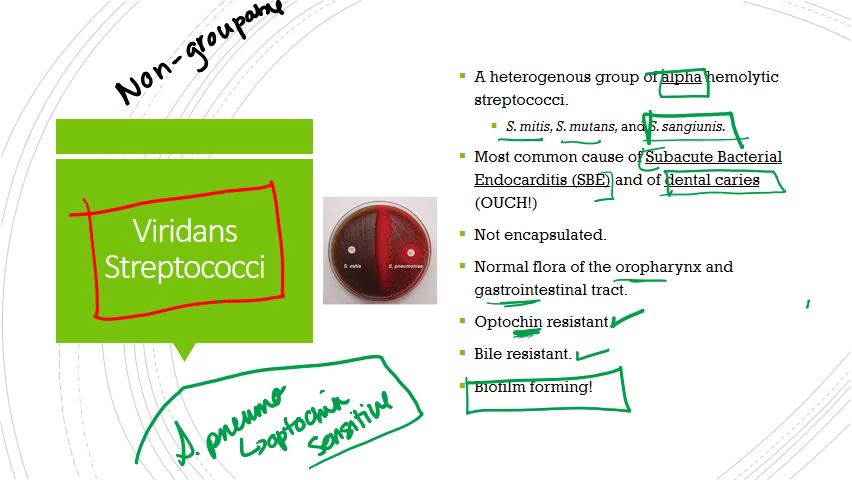 Non-groupable
Viridans
Streptococci
S. mitis
S. pneumoniae
S. pneumo
↳optochin
sensitive
A heterogenous group of alpha hemolytic
streptococci.
S. mitis, S. mutans, and S. sangiunis.
Most common cause of Subacute Bacterial
Endocarditis (SBE) and of dental caries
(OUCH!)
Not encapsulated.
Normal flora of the oropharynx and
gastrointestinal tract.
Optochin resistant.
Bile resistant.
Biofilm forming!